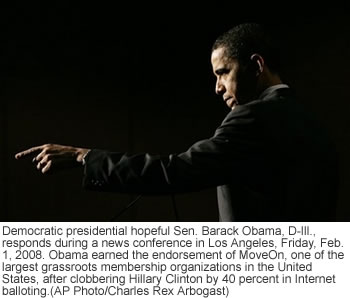 Democratic presidential hopeful Sen. Barack Obama, D-Ill.,
responds during a news conference in Los Angeles, Friday, Feb.
1, 2008. Obama earned the endorsement of MoveOn, one of the
largest grassroots membership organizations in the United
States, after clobbering Hillary Clinton by 40 percent in Internet
balloting.(AP Photo/Charles Rex Arbogast)